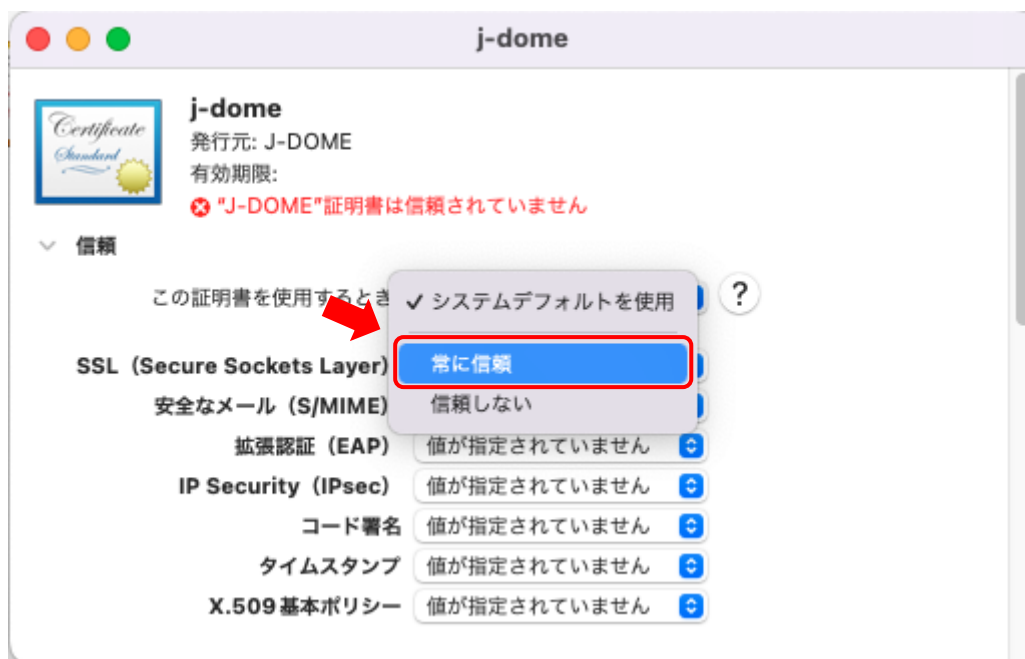 j-dome
Certificate
Standard
j-dome
発行元: J-DOME
有効期限:
"J-DOME"証明書は信頼されていません
信頼
この証明書を使用するとき
✓ システムデフォルトを使用
?
常に信頼
信頼しない
SSL（Secure Sockets Layer）
安全なメール（S/MIME）
拡張認証（EAP） 値が指定されていません
IP Security（IPsec） 値が指定されていません
コード署名 値が指定されていません
タイムスタンプ 値が指定されていません
X.509基本ポリシー 値が指定されていません